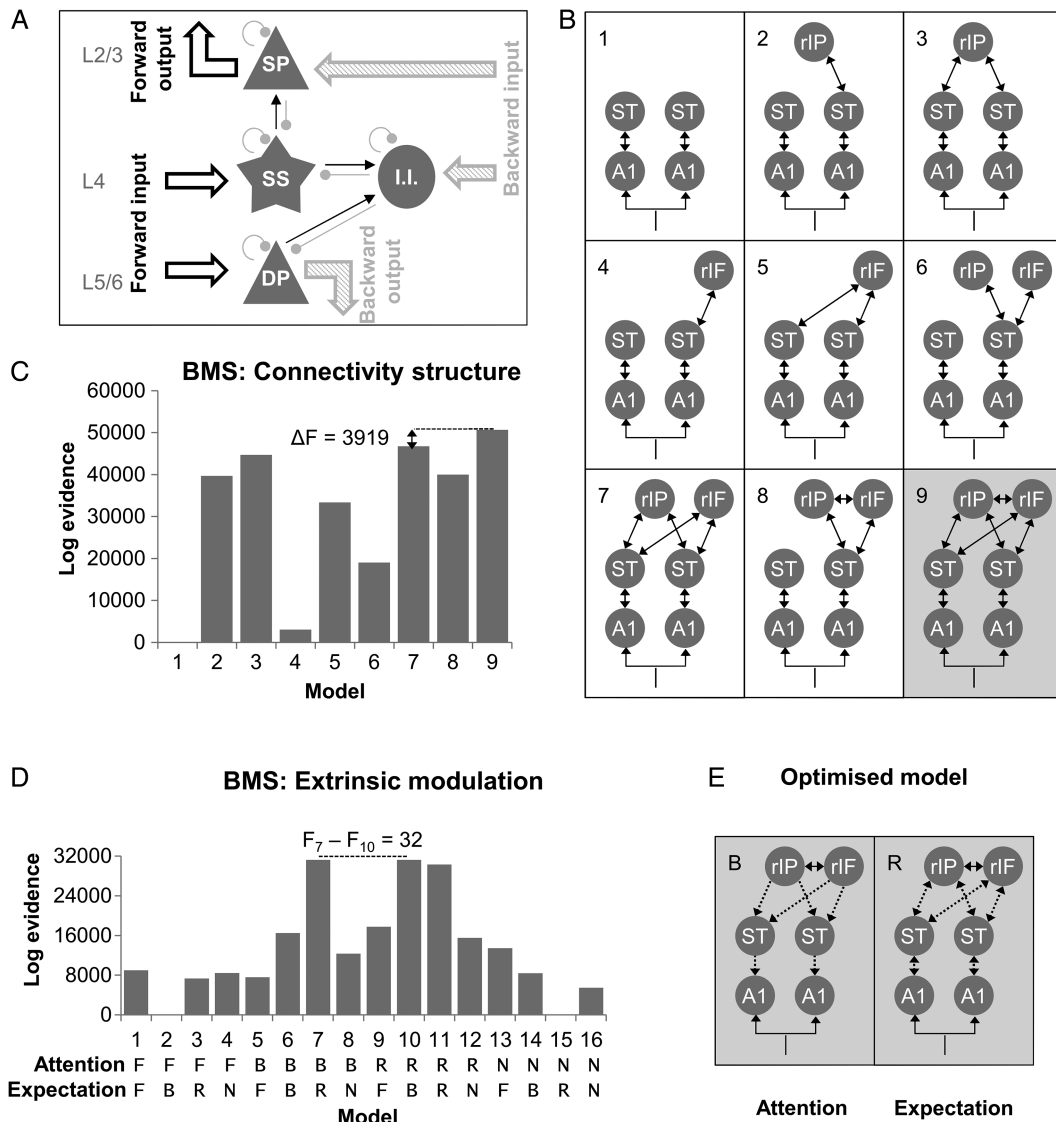 A
L2/3
Forward output
SP
Backward input
L4
Forward input
SS
I.I.
L5/6
DP
Backward output
B
1
ST ST
A1 A1
2
rIP
ST ST
A1 A1
3
rIP
ST ST
A1 A1
4
rIF
ST ST
A1 A1
5
rIF
ST ST
A1 A1
6
rIP rIF
ST ST
A1 A1
7
rIP rIF
ST ST
A1 A1
8
rIP rIF
ST ST
A1 A1
9
rIP rIF
ST ST
A1 A1
C
BMS: Connectivity structure
Log evidence
60000
50000
40000
30000
20000
10000
0
ΔF = 3919
1 2 3 4 5 6 7 8 9
Model
D
BMS: Extrinsic modulation
F7 – F10 = 32
Log evidence
32000
24000
16000
8000
0
1 2 3 4 5 6 7 8 9 10 11 12 13 14 15 16
Attention F F F F B B B B R R R R N N N N
Expectation F B R N F B R N F B R N F B R N
Model
E
Optimised model
B
rIP rIF
ST ST
A1 A1
R
rIP rIF
ST ST
A1 A1
Attention
Expectation